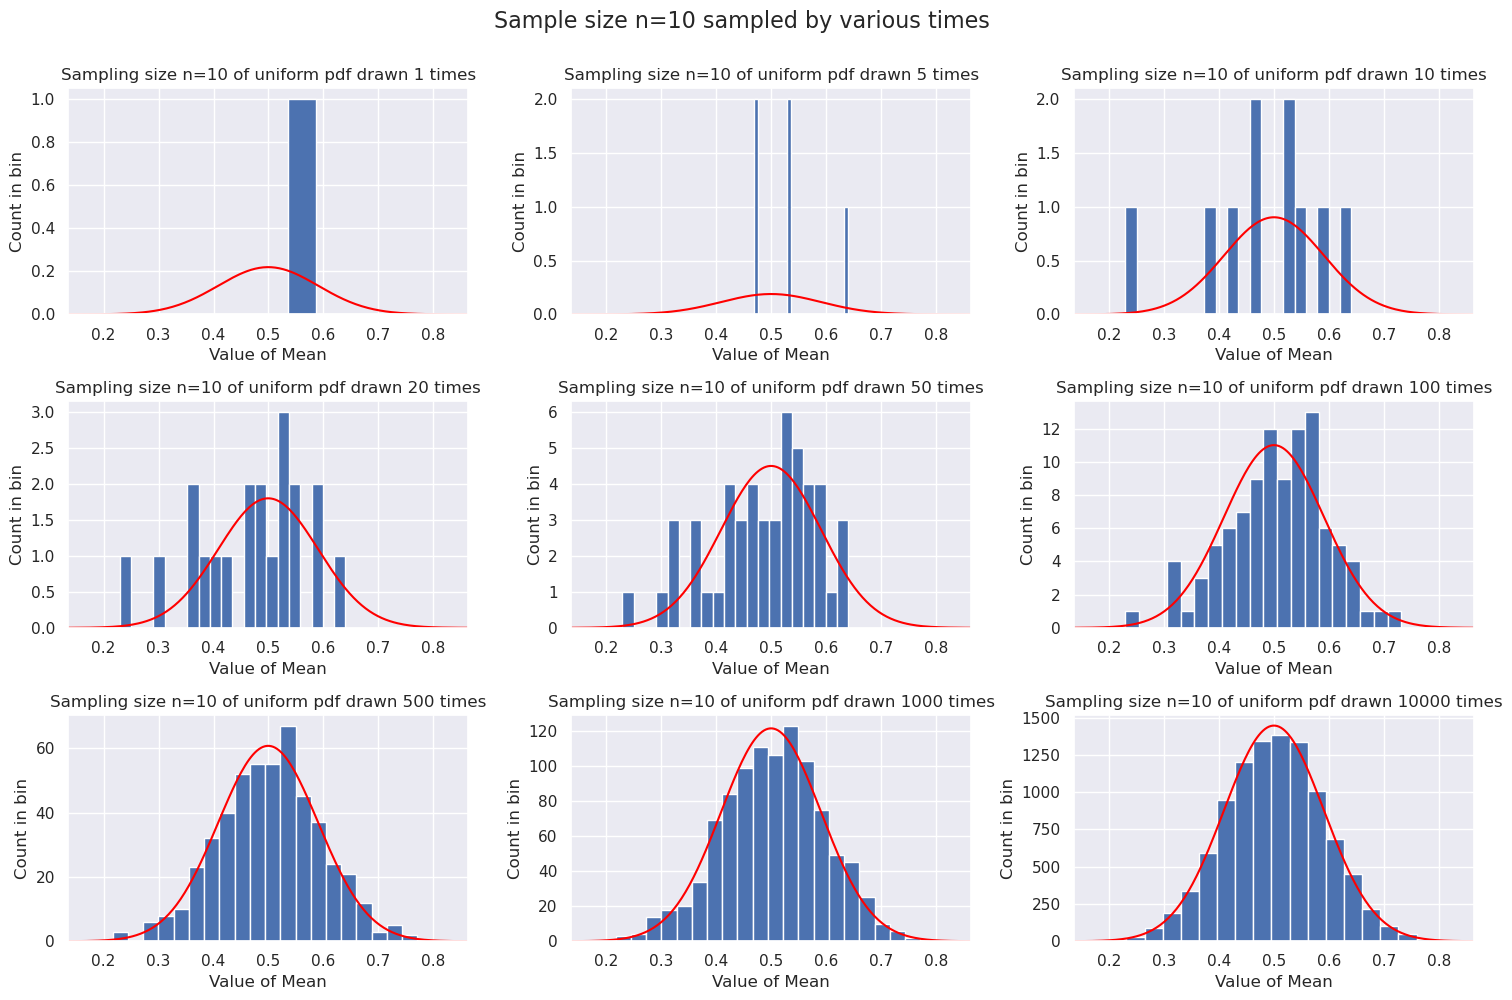 Sample size n=10 sampled by various times
Sampling size n=10 of uniform pdf drawn 1 times
1.0
0.8
0.6
0.4
0.2
0.0
Count in bin
0.2 0.3 0.4 0.5 0.6 0.7 0.8
Value of Mean
Sampling size n=10 of uniform pdf drawn 5 times
2.0
1.5
1.0
0.5
0.0
Count in bin
0.2 0.3 0.4 0.5 0.6 0.7 0.8
Value of Mean
Sampling size n=10 of uniform pdf drawn 10 times
2.0
1.5
1.0
0.5
0.0
Count in bin
0.2 0.3 0.4 0.5 0.6 0.7 0.8
Value of Mean
Sampling size n=10 of uniform pdf drawn 20 times
3.0
2.5
2.0
1.5
1.0
0.5
0.0
Count in bin
0.2 0.3 0.4 0.5 0.6 0.7 0.8
Value of Mean
Sampling size n=10 of uniform pdf drawn 50 times
6
5
4
3
2
1
0
Count in bin
0.2 0.3 0.4 0.5 0.6 0.7 0.8
Value of Mean
Sampling size n=10 of uniform pdf drawn 100 times
12
10
8
6
4
2
0
Count in bin
0.2 0.3 0.4 0.5 0.6 0.7 0.8
Value of Mean
Sampling size n=10 of uniform pdf drawn 500 times
60
40
20
0
Count in bin
0.2 0.3 0.4 0.5 0.6 0.7 0.8
Value of Mean
Sampling size n=10 of uniform pdf drawn 1000 times
120
100
80
60
40
20
0
Count in bin
0.2 0.3 0.4 0.5 0.6 0.7 0.8
Value of Mean
Sampling size n=10 of uniform pdf drawn 10000 times
1500
1250
1000
750
500
250
0
Count in bin
0.2 0.3 0.4 0.5 0.6 0.7 0.8
Value of Mean